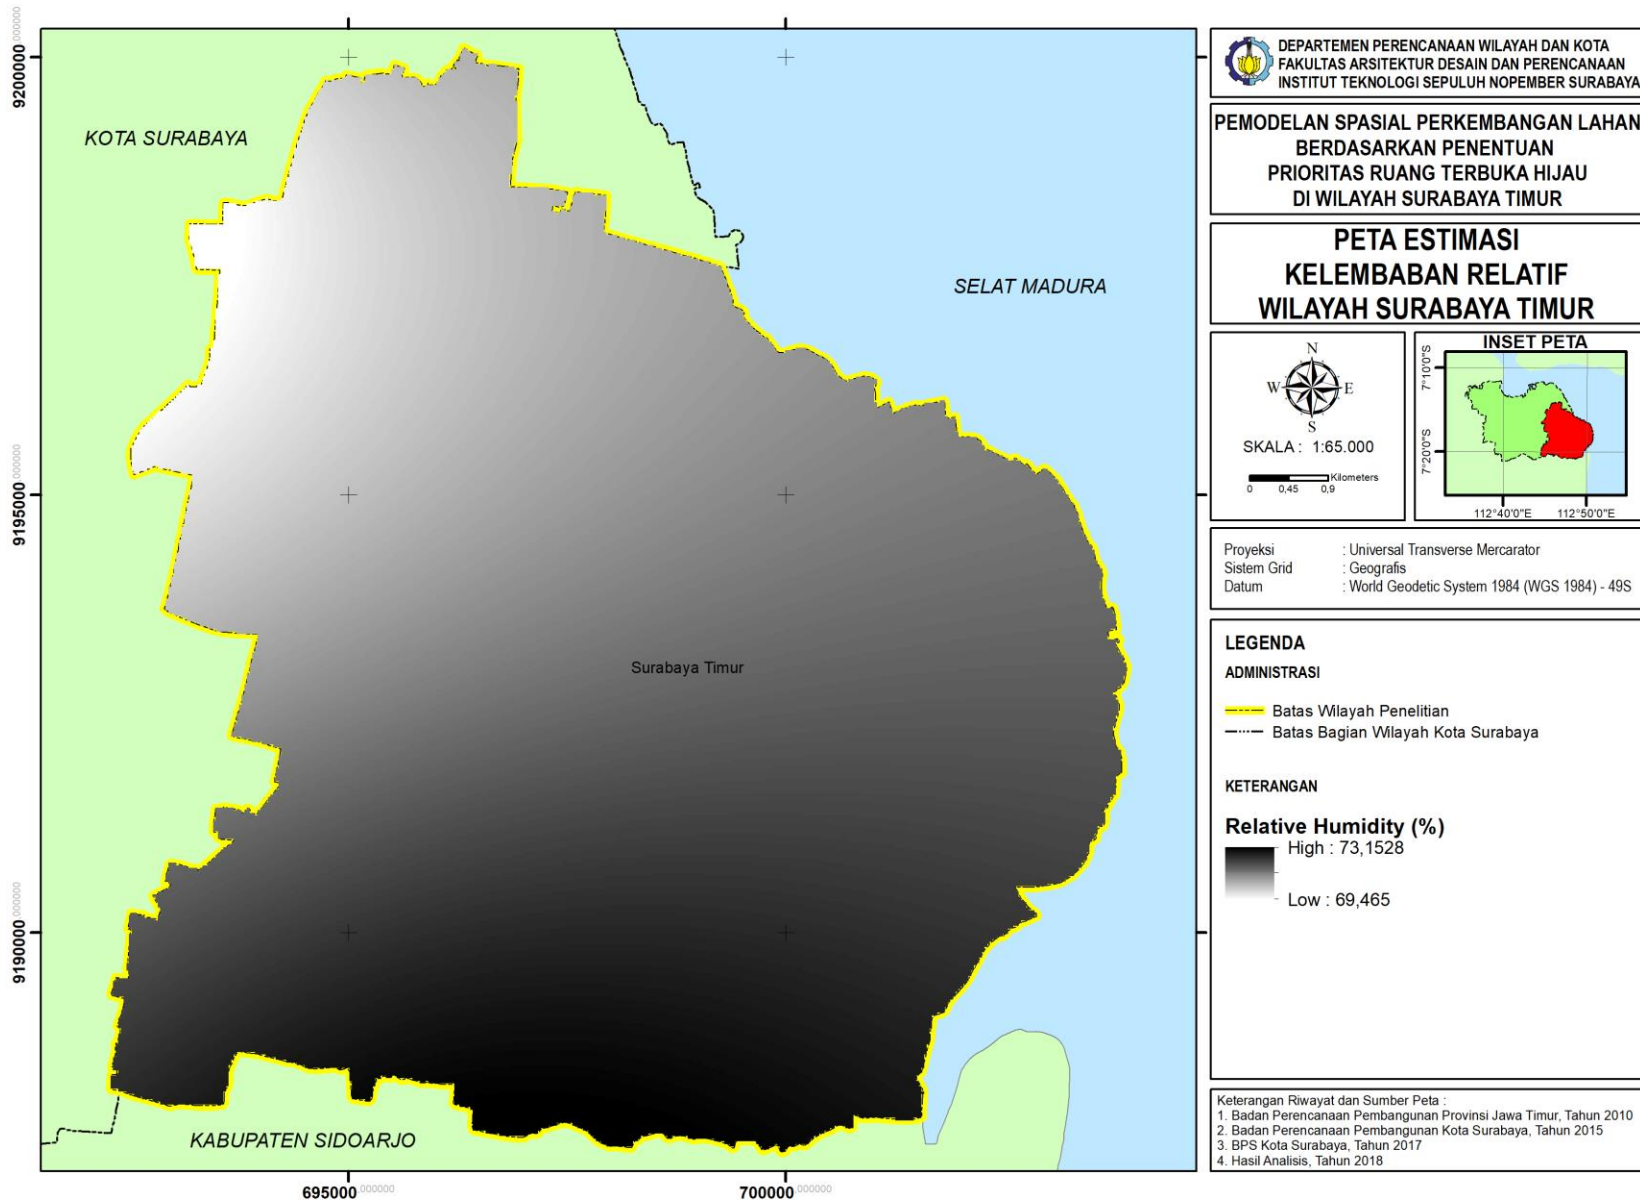 9200000,000000
9195000,000000
9190000,000000
695000,000000
700000,000000
KOTA SURABAYA
SELAT MADURA
Surabaya Timur
KABUPATEN SIDOARJO
DEPARTEMEN PERENCANAAN WILAYAH DAN KOTA
FAKULTAS ARSITEKTUR DESAIN DAN PERENCANAAN
INSTITUT TEKNOLOGI SEPULUH NOPEMBER SURABAYA
PEMODELAN SPASIAL PERKEMBANGAN LAHAN
BERDASARKAN PENENTUAN
PRIORITAS RUANG TERBUKA HIJAU
DI WILAYAH SURABAYA TIMUR
PETA ESTIMASI
KELEMBABAN RELATIF
WILAYAH SURABAYA TIMUR
N
W E
S
SKALA : 1:65.000
Kilometers
0 0,45 0,9
INSET PETA
7°10'0"S
7°20'0"S
112°40'0"E 112°50'0"E
Proyeksi : Universal Transverse Mercarator
Sistem Grid : Geografis
Datum : World Geodetic System 1984 (WGS 1984) - 49S
LEGENDA
ADMINISTRASI
Batas Wilayah Penelitian
Batas Bagian Wilayah Kota Surabaya
KETERANGAN
Relative Humidity (%)
High : 73,1528
Low : 69,465
Keterangan Riwayat dan Sumber Peta :
1. Badan Perencanaan Pembangunan Provinsi Jawa Timur, Tahun 2010
2. Badan Perencanaan Pembangunan Kota Surabaya, Tahun 2015
3. BPS Kota Surabaya, Tahun 2017
4. Hasil Analisis, Tahun 2018